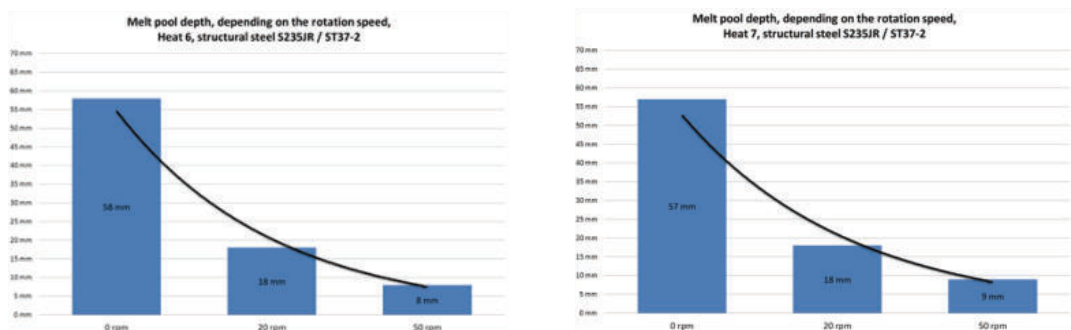 Melt pool depth, depending on the rotation speed,
Heat 6, structural steel S235JR / ST37-2
70 mm
65 mm
60 mm
55 mm
50 mm
45 mm
40 mm
35 mm
30 mm
25 mm
20 mm
15 mm
10 mm
5 mm
0 mm
58 mm
18 mm
8 mm
0 rpm
20 rpm
50 rpm
Melt pool depth, depending on the rotation speed,
Heat 7, structural steel S235JR / ST37-2
70 mm
65 mm
60 mm
55 mm
50 mm
45 mm
40 mm
35 mm
30 mm
25 mm
20 mm
15 mm
10 mm
5 mm
0 mm
57 mm
18 mm
9 mm
0 rpm
20 rpm
50 rpm